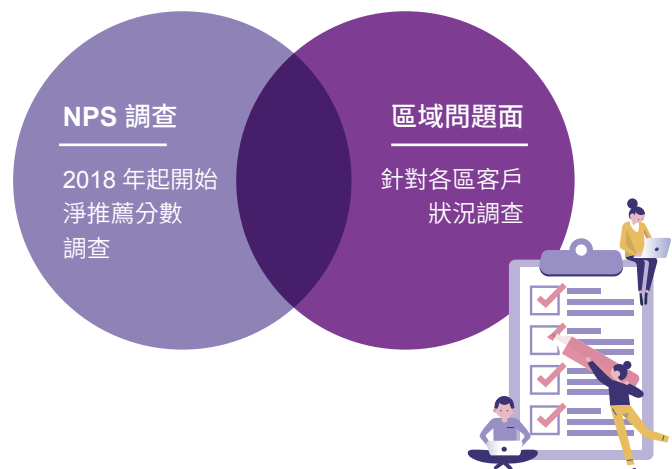 NPS 調查
2018 年起開始
淨推薦分數
調查
區域問題面
針對各區客戶
狀況調查